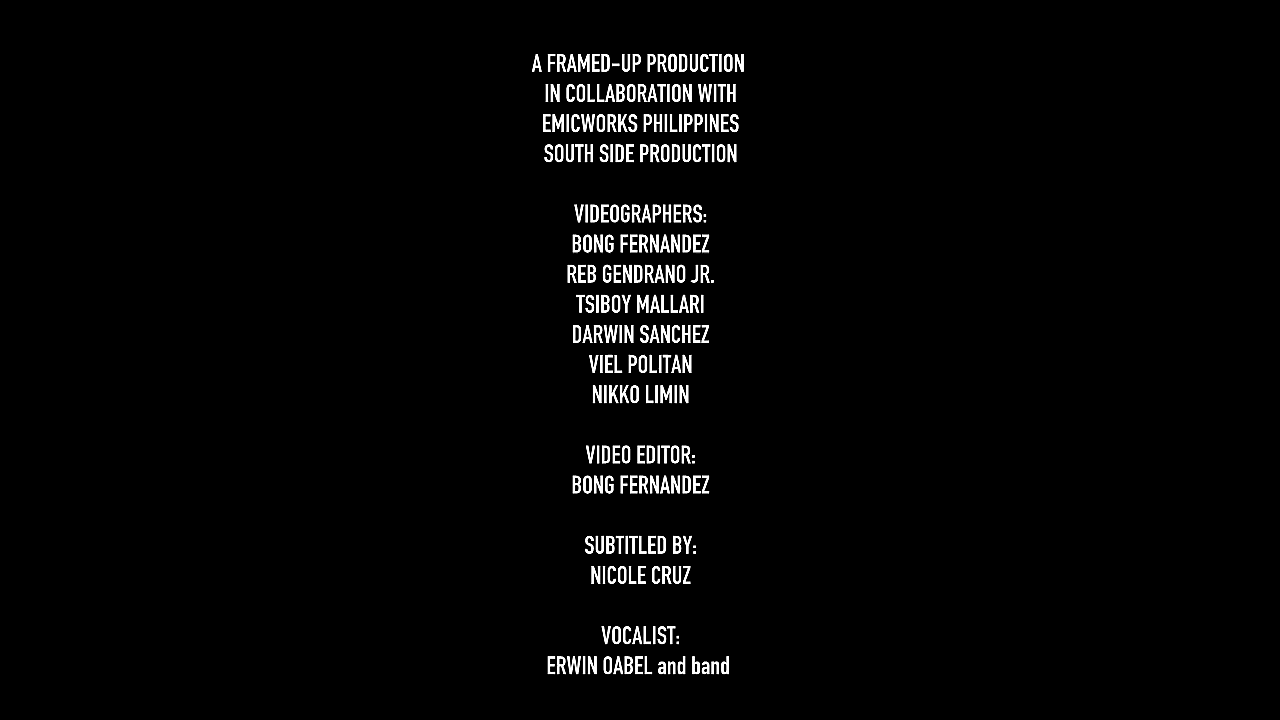 A FRAMED-UP PRODUCTION
IN COLLABORATION WITH
EMICWORKS PHILIPPINES
SOUTH SIDE PRODUCTION
VIDEOGRAPHERS:
BONG FERNANDEZ
REB GENDRANO JR.
TSIBOY MALLARI
DARWIN SANCHEZ
VIEL POLITAN
NIKKO LIMIN
VIDEO EDITOR:
BONG FERNANDEZ
SUBTITLED BY:
NICOLE CRUZ
VOCALIST:
ERWIN OABEL and band